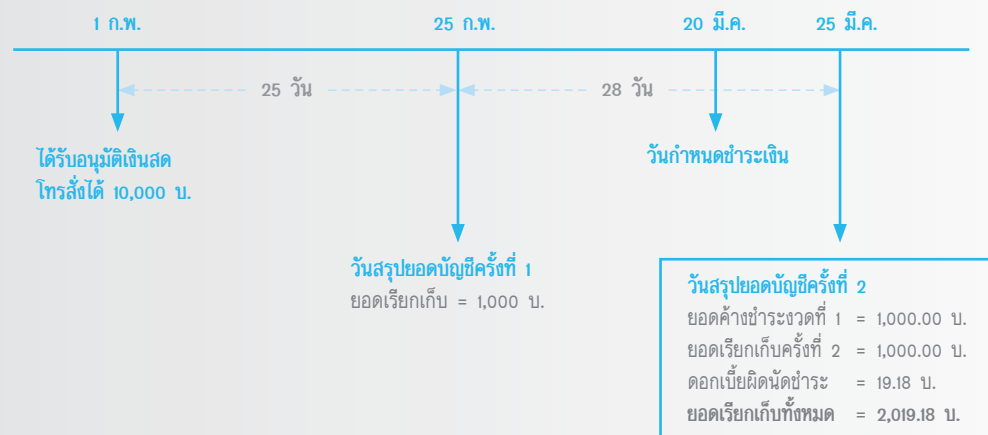 1 ก.พ.
25 ก.พ.
20 มี.ค.
25 มี.ค.
25 วัน
28 วัน
ได้รับอนุมัติเงินสด
โทรสั่งได้ 10,000 บ.
วันกำหนดชำระเงิน
วันสรุปยอดบัญชีครั้งที่ 1
ยอดเรียกเก็บ = 1,000 บ.
วันสรุปยอดบัญชีครั้งที่ 2
ยอดค้างชำระงวดที่ 1 = 1,000.00 บ.
ยอดเรียกเก็บครั้งที่ 2 = 1,000.00 บ.
ดอกเบี้ยผิดนัดชำระ = 19.18 บ.
ยอดเรียกเก็บทั้งหมด = 2,019.18 บ.